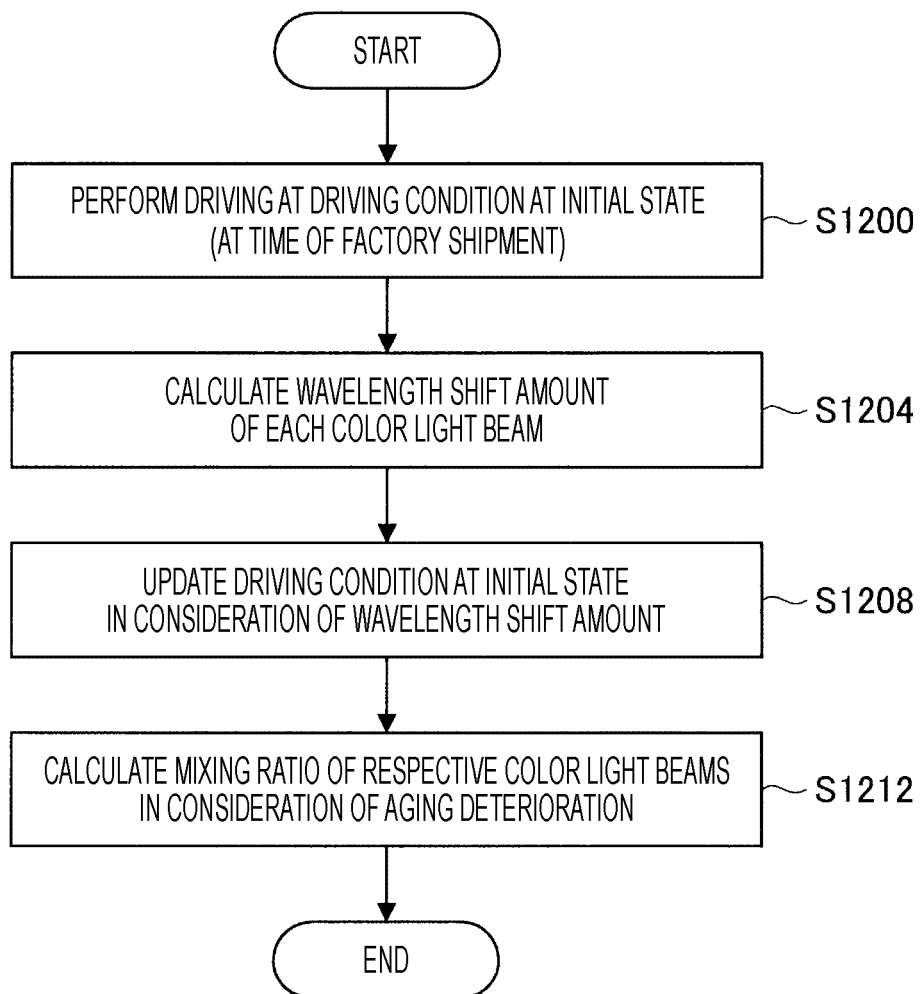 START
PERFORM DRIVING AT DRIVING CONDITION AT INITIAL STATE
(AT TIME OF FACTORY SHIPMENT)
S1200
CALCULATE WAVELENGTH SHIFT AMOUNT
OF EACH COLOR LIGHT BEAM
S1204
UPDATE DRIVING CONDITION AT INITIAL STATE
IN CONSIDERATION OF WAVELENGTH SHIFT AMOUNT
S1208
CALCULATE MIXING RATIO OF RESPECTIVE COLOR LIGHT BEAMS
IN CONSIDERATION OF AGING DETERIORATION
S1212
END